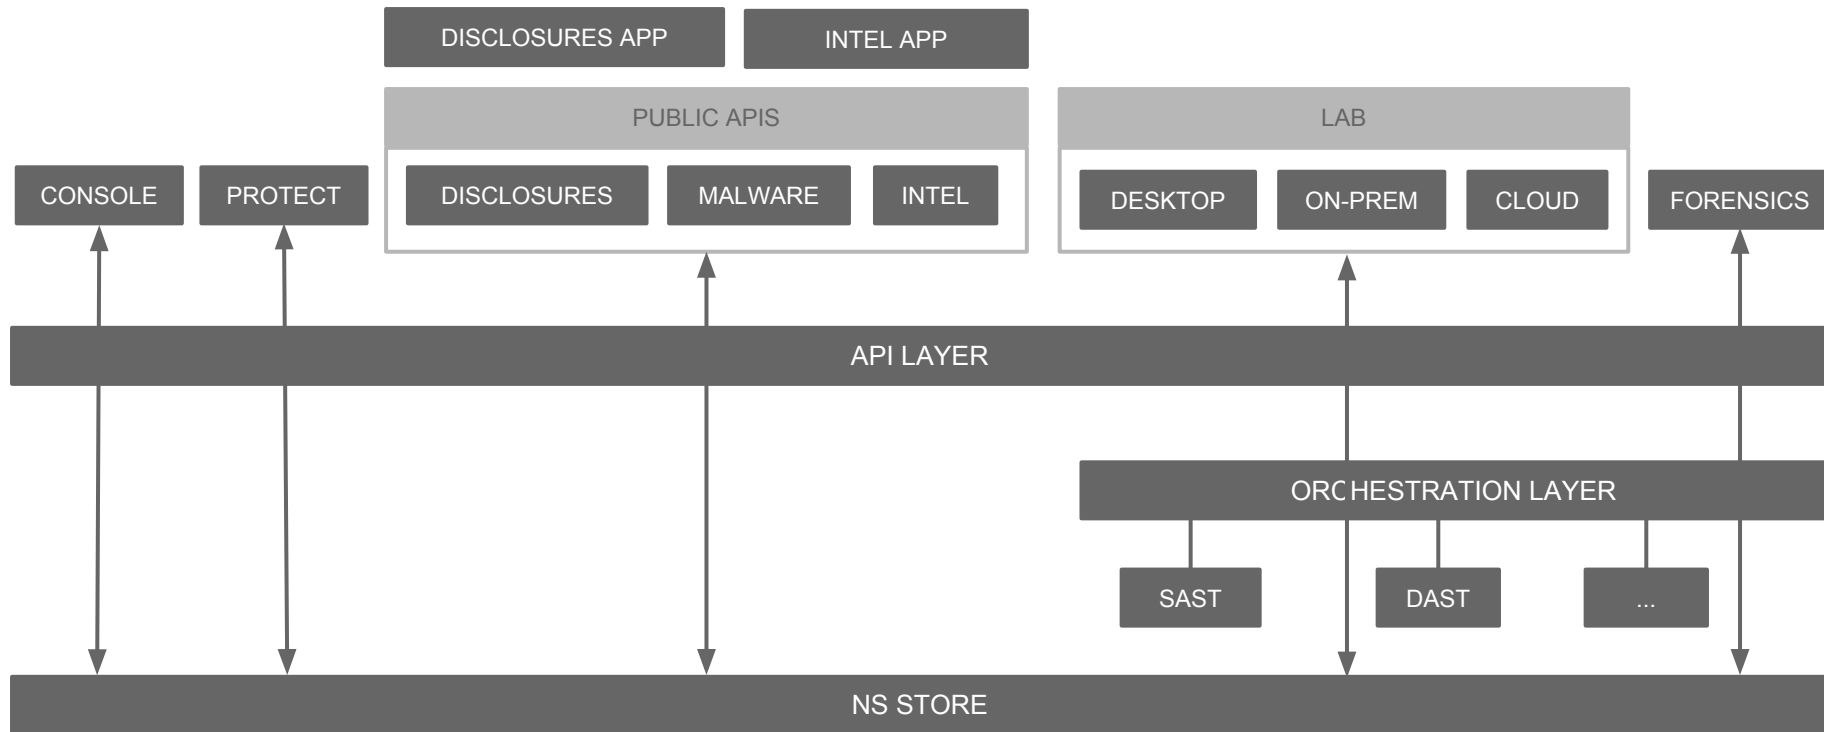 DISCLOSURES APP
INTEL APP
PUBLIC APIS
LAB
CONSOLE
PROTECT
DISCLOSURES
MALWARE
INTEL
DESKTOP
ON-PREM
CLOUD
FORENSICS
API LAYER
ORCHESTRATION LAYER
SAST
DAST
...
NS STORE